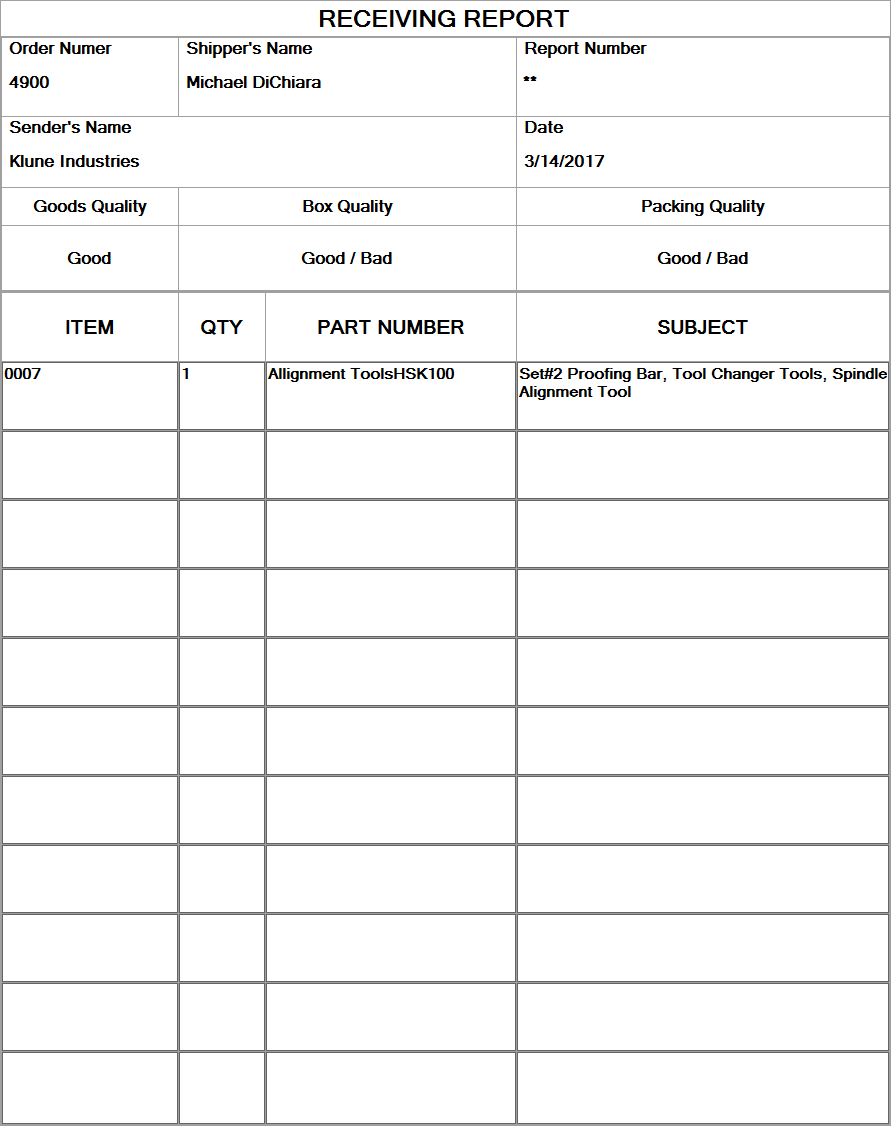 RECEIVING REPORT
Order Numer
Shipper's Name
Report Number
4900
Michael DiChiara
**
Sender's Name
Date
Klune Industries
3/14/2017
Goods Quality
Box Quality
Packing Quality
Good
Good / Bad
Good / Bad
ITEM
QTY
PART NUMBER
SUBJECT
0007
1
Allignment ToolsHSK100
Set#2 Proofing Bar, Tool Changer Tools, Spindle
Alignment Tool